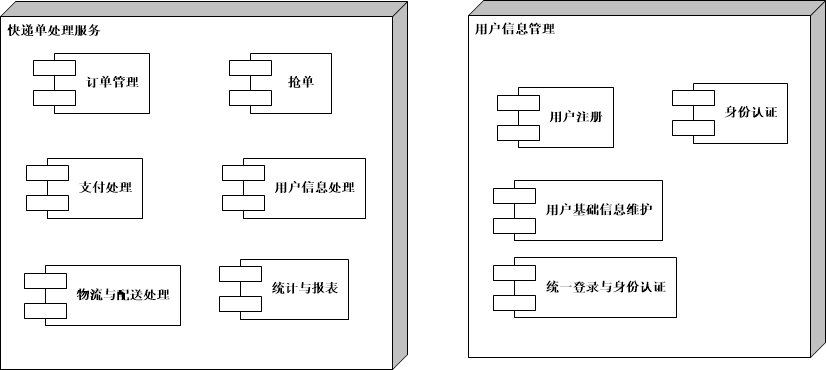 快递单处理服务
订单管理
抢单
支付处理
用户信息处理
物流与配送处理
统计与报表
用户信息管理
用户注册
身份认证
用户基础信息维护
统一登录与身份认证